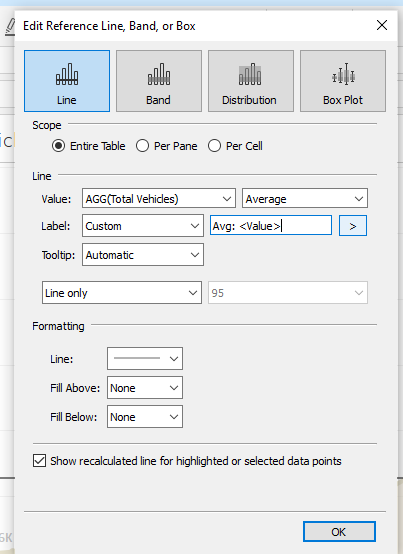 Edit Reference Line, Band, or Box
Line
Band
Distribution
Box Plot
Scope
Entire Table
Per Pane
Per Cell
Line
Value:
AGG(Total Vehicles)
Average
Label:
Custom
Avg: <Value>
>
Tooltip:
Automatic
Line only
95
Formatting
Line:
Fill Above:
None
Fill Below:
None
Show recalculated line for highlighted or selected data points
OK